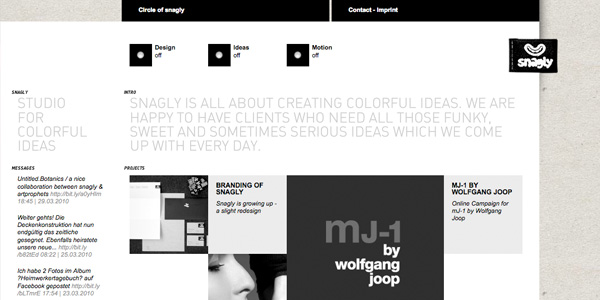 Circle of snagly
Contact - Imprint
Design
off
Ideas
off
Motion
off
snagly
SNAGLY
STUDIO
FOR
COLORFUL
IDEAS
INTRO
SNAGLY IS ALL ABOUT CREATING COLORFUL IDEAS. WE ARE
HAPPY TO HAVE CLIENTS WHO NEED ALL THOSE FUNKY,
SWEET AND SOMETIMES SERIOUS IDEAS WHICH WE COME
UP WITH EVERY DAY.
MESSAGES
Untitled.Botanics / a nice
collaboration between snagly &
artprophets http://bit.ly/a0yHlm
18:45 | 29.03.2010
Weiter gehts! Die
Deckenkonstruktion hat nun
endgültig das zeitliche
gesegnet. Ebenfalls heirstete
unsere neue... http://bit.ly
/b62tEd 08:22 | 25.03.2010
Ich habe 2 Fotos im Album
?Heimwerkertagebuch? auf
Facebook gepostet http://bit.ly
/bLTmrE 17:54 | 23.03.2010
PROJECTS
BRANDING OF
SNAGLY
Snagly is growing up -
a slight redesign
mJ-1
by
wolfgang
joop
MJ-1 BY
WOLFGANG JOOP
Online Campaign for
mJ-1 by Wolfgang
Joop